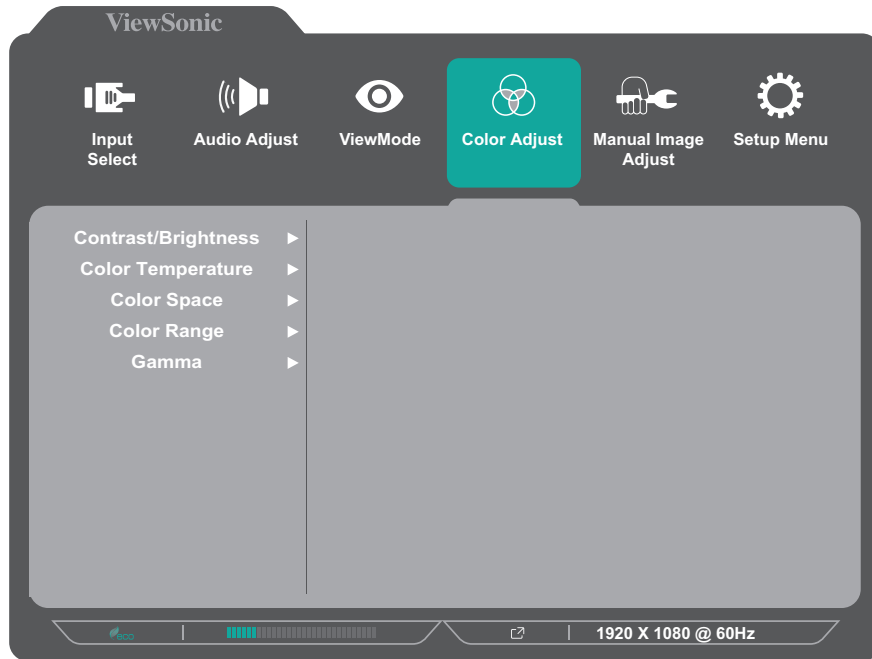 ViewSonic
Input
Select
Audio Adjust
ViewMode
Color Adjust
Manual Image
Adjust
Setup Menu
Contrast/Brightness
Color Temperature
Color Space
Color Range
Gamma
eco
1920 X 1080 @ 60Hz